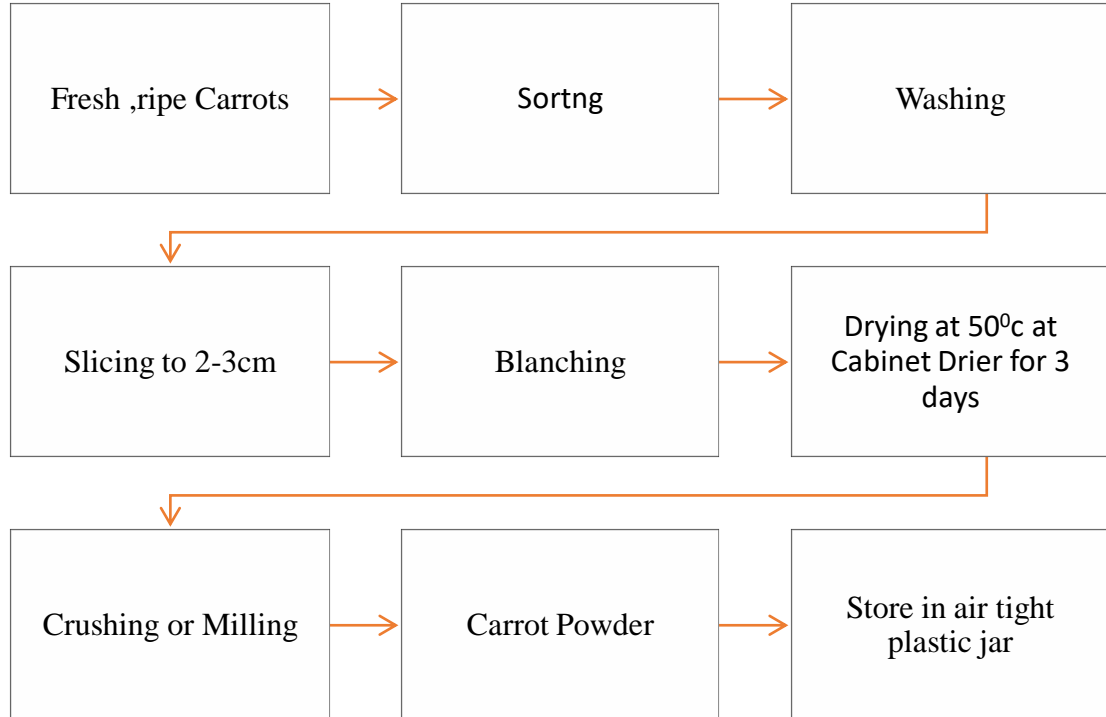 Fresh ,ripe Carrots
Sortng
Washing
Slicing to 2-3cm
Blanching
Drying at 50⁰c at
Cabinet Drier for 3
days
Crushing or Milling
Carrot Powder
Store in air tight
plastic jar